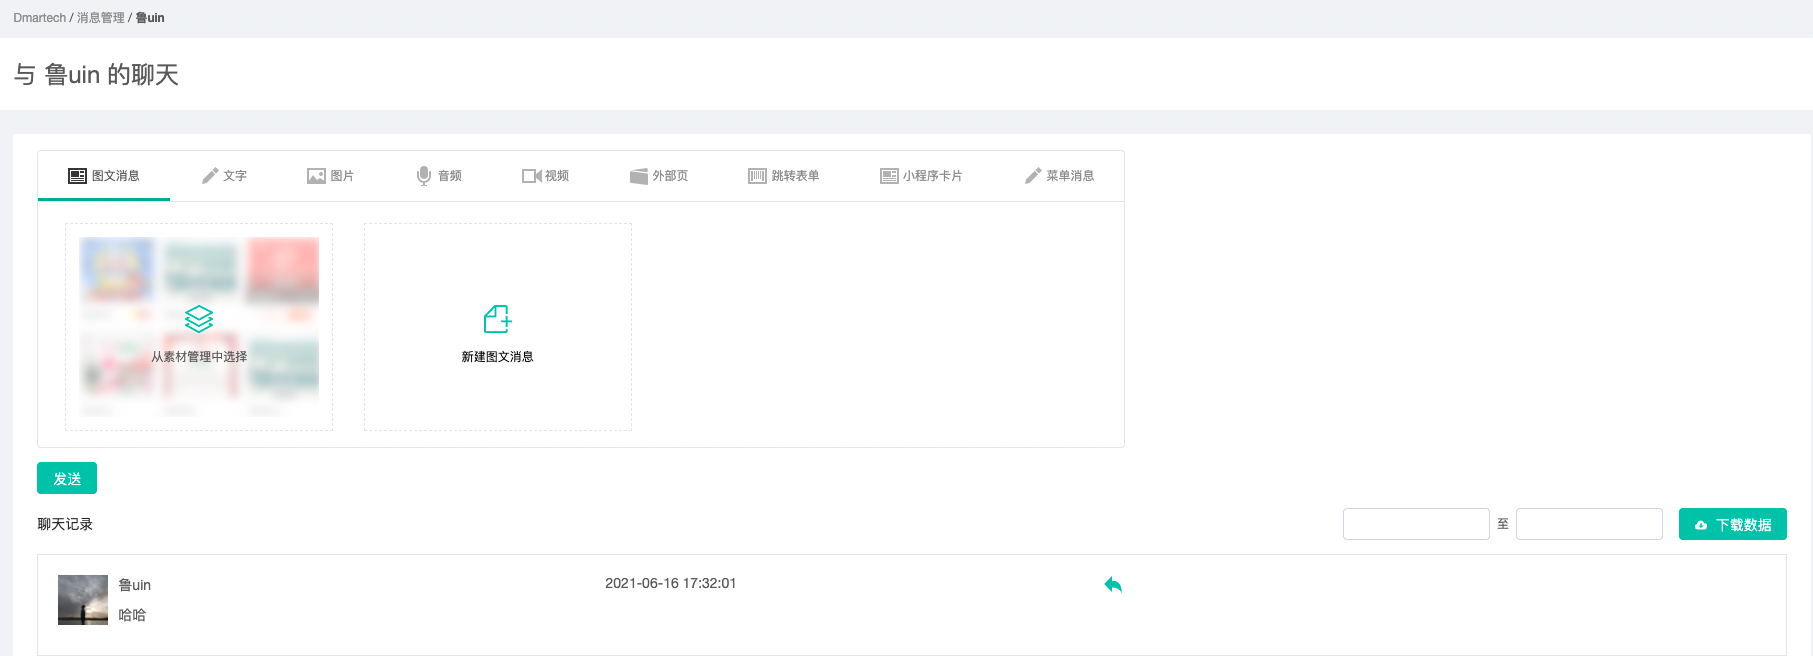 Dmartech / 消息管理 / 鲁uin
与 鲁uin 的聊天
图文消息 文字 图片 音频 视频 外部页 跳转表单 小程序卡片 菜单消息
从素材管理中选择 新建图文消息
发送
聊天记录 至 下载数据
鲁uin 2021-06-16 17:32:01
哈哈